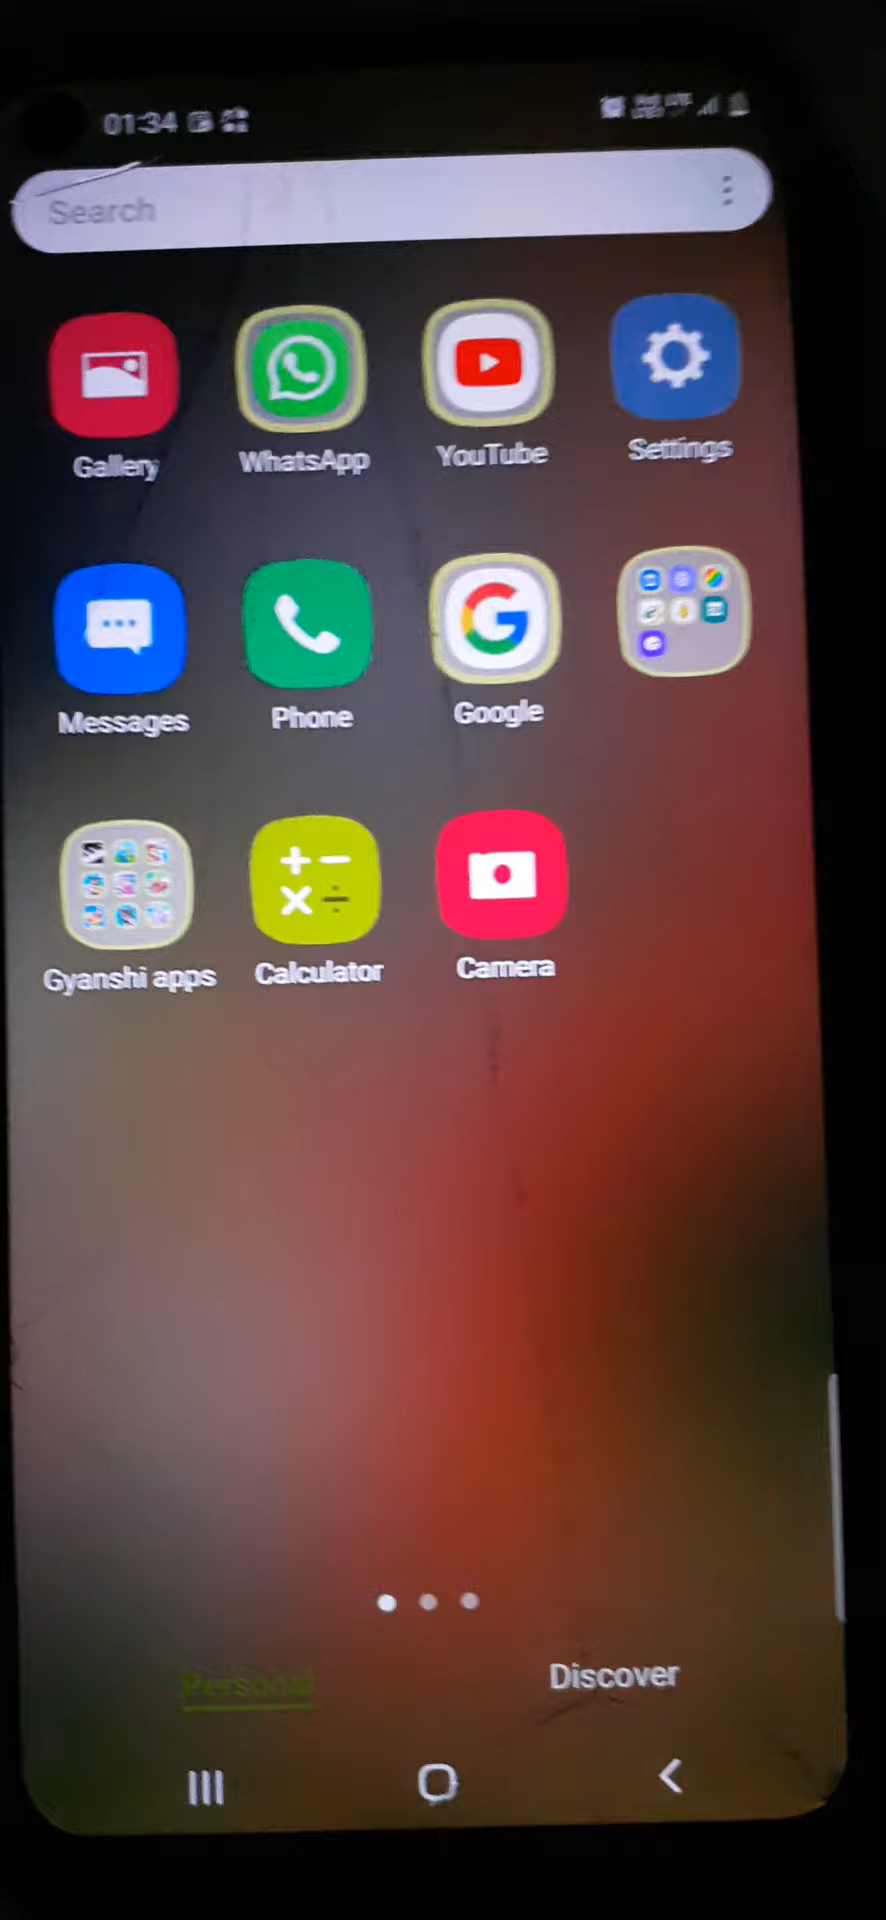 01:34
Search
Gallery WhatsApp YouTube Settings
Messages Phone Google
Gyanshi apps Calculator Camera
Personal Discover